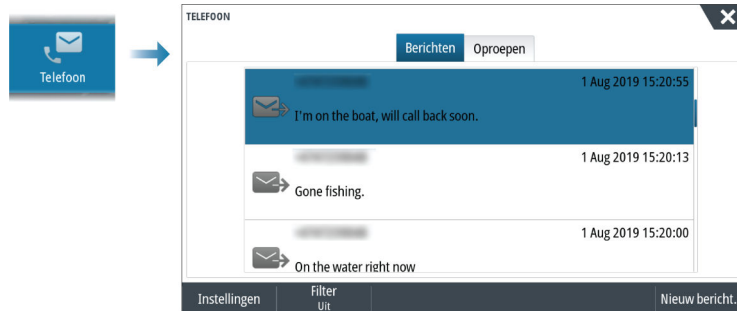 Telefoon
TELEFOON
Berichten Oproepen
1 Aug 2019 15:20:55
I'm on the boat, will call back soon.
1 Aug 2019 15:20:13
Gone fishing.
1 Aug 2019 15:20:00
On the water right now
Instellingen Filter Nieuw bericht.
Uit